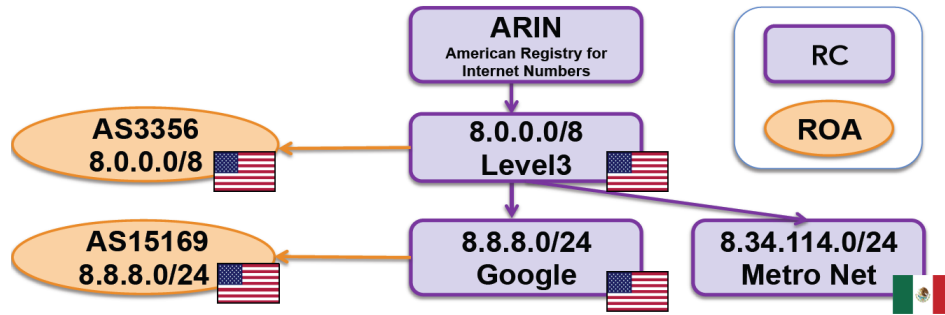 ARIN
American Registry for
Internet Numbers
RC
ROA
AS3356
8.0.0.0/8
8.0.0.0/8
Level3
AS15169
8.8.8.0/24
8.8.8.0/24
Google
8.34.114.0/24
Metro Net